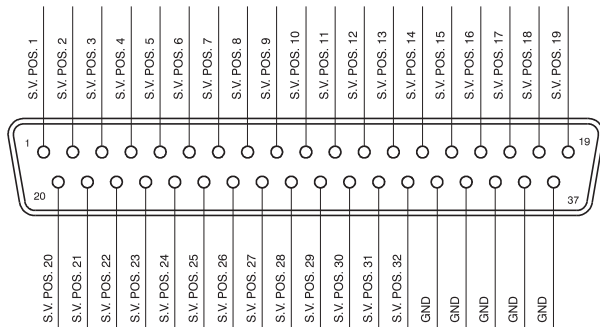 S.V. POS. 1
S.V. POS. 2
S.V. POS. 3
S.V. POS. 4
S.V. POS. 5
S.V. POS. 6
S.V. POS. 7
S.V. POS. 8
S.V. POS. 9
S.V. POS. 10
S.V. POS. 11
S.V. POS. 12
S.V. POS. 13
S.V. POS. 14
S.V. POS. 15
S.V. POS. 16
S.V. POS. 17
S.V. POS. 18
S.V. POS. 19
1
19
20
37
S.V. POS. 20
S.V. POS. 21
S.V. POS. 22
S.V. POS. 23
S.V. POS. 24
S.V. POS. 25
S.V. POS. 26
S.V. POS. 27
S.V. POS. 28
S.V. POS. 29
S.V. POS. 30
S.V. POS. 31
S.V. POS. 32
GND
GND
GND
GND
GND